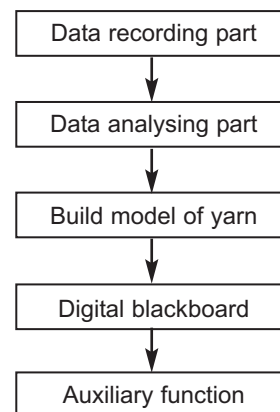 Data recording part
Data analysing part
Build model of yarn
Digital blackboard
Auxiliary function